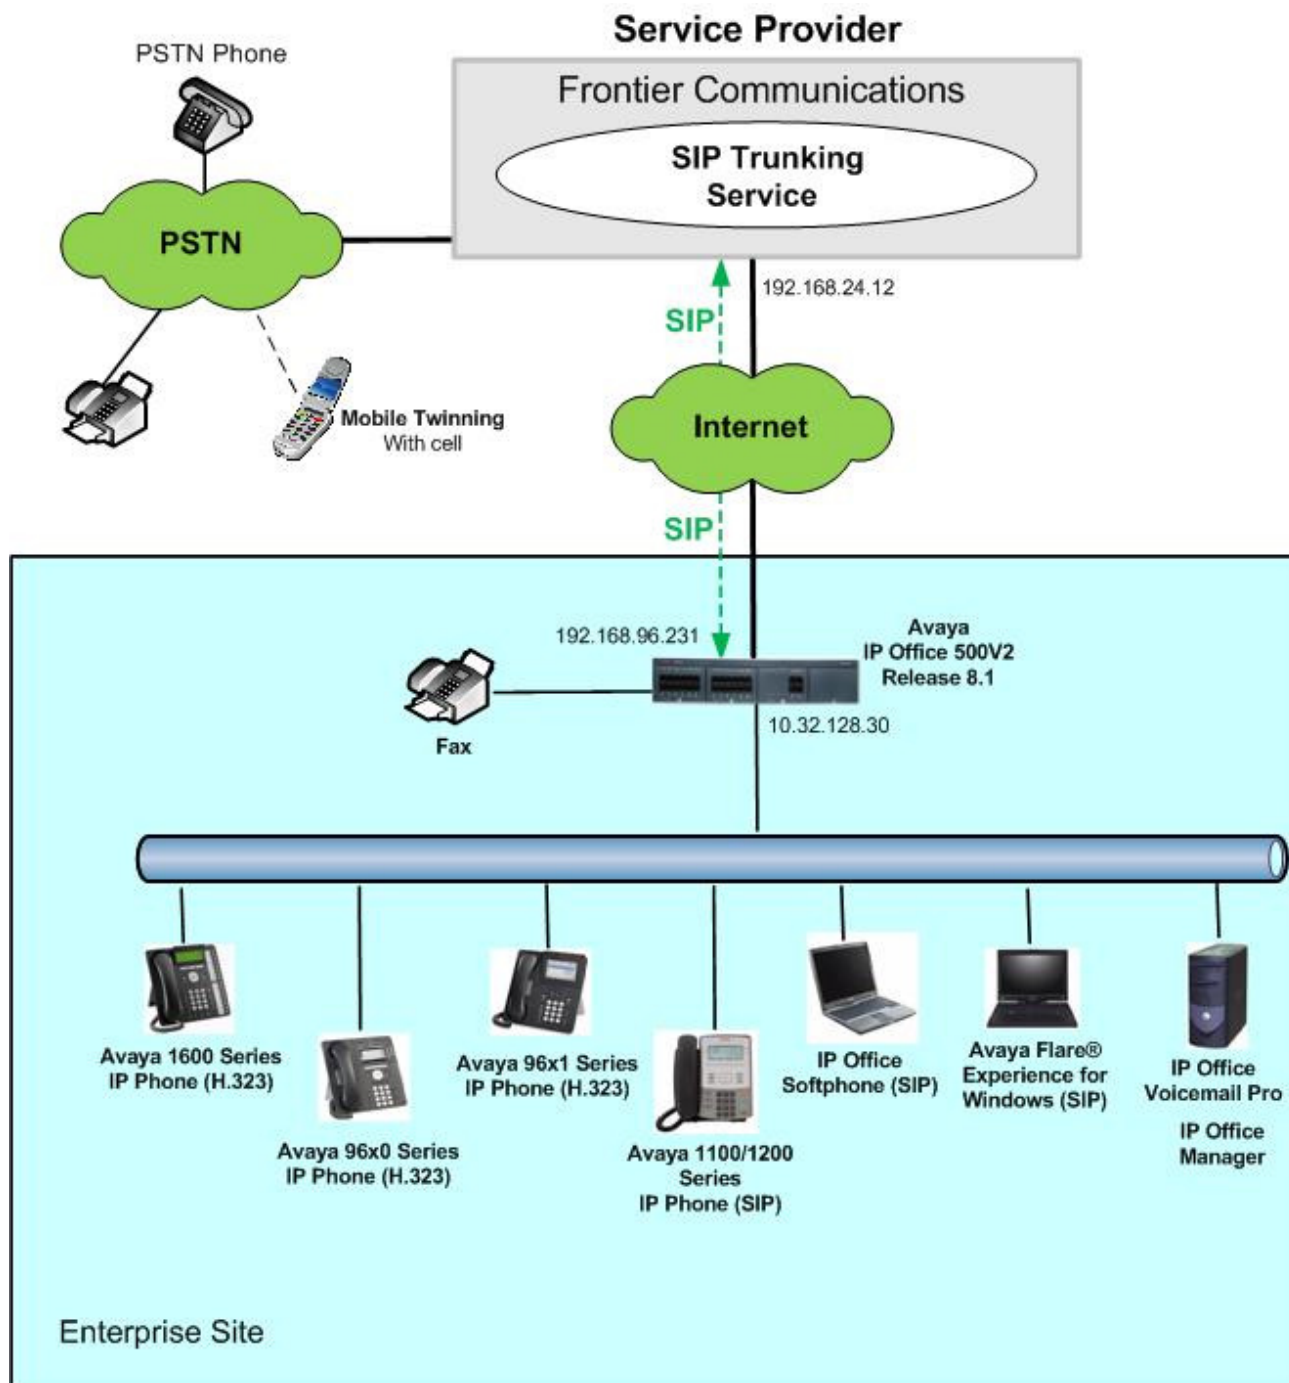 Service Provider
PSTN Phone
Frontier Communications
SIP Trunking
Service
PSTN
192.168.24.12
SIP
Mobile Twinning
With cell
Internet
SIP
192.168.96.231
Avaya
IP Office 500V2
Release 8.1
10.32.128.30
Fax
Avaya 1600 Series
IP Phone (H.323)
Avaya 96x0 Series
IP Phone (H.323)
Avaya 96x1 Series
IP Phone (H.323)
Avaya 1100/1200
Series
IP Phone (SIP)
IP Office
Softphone (SIP)
Avaya Flare®
Experience for
Windows (SIP)
IP Office
Voicemail Pro
IP Office
Manager
Enterprise Site